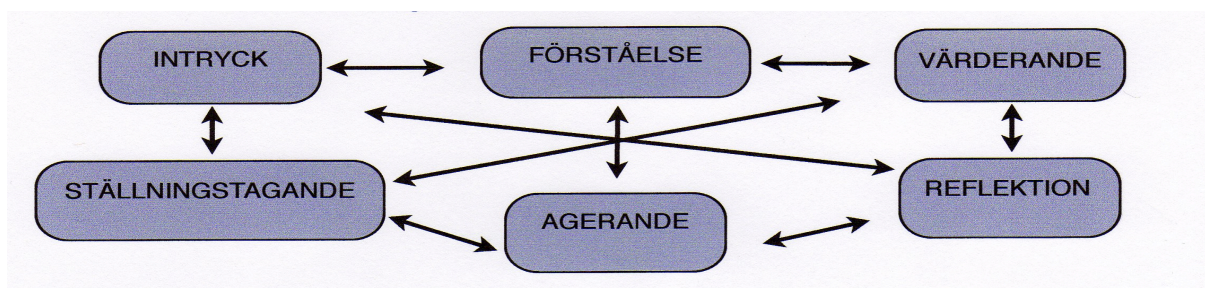 INTRYCK
FÖRSTÅELSE
VÄRDERANDE
STÄLLNINGSTAGANDE
AGERANDE
REFLEKTION